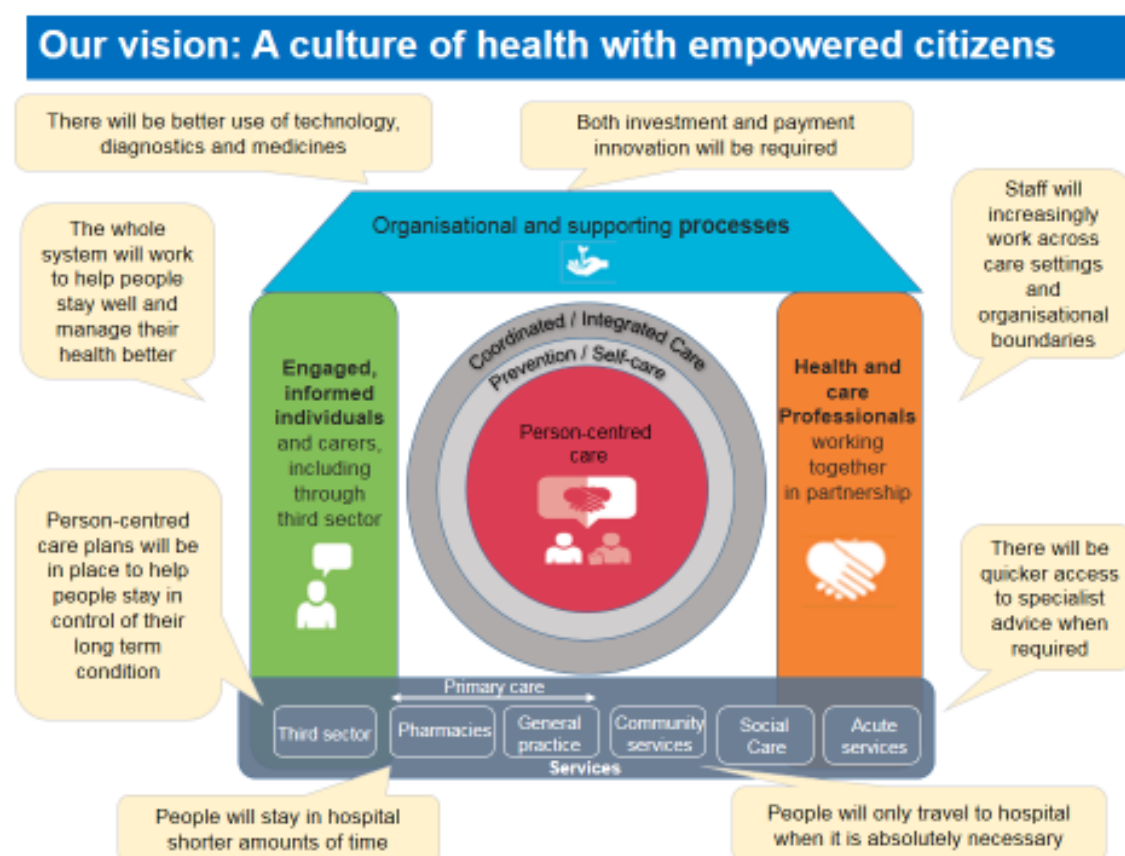 Our vision: A culture of health with empowered citizens
There will be better use of technology,
diagnostics and medicines
Both investment and payment
innovation will be required
The whole
system will work
to help people
stay well and
manage their
health better
Organisational and supporting processes
Staff will
increasingly
work across
care settings
and
organisational
boundaries
Engaged,
informed
individuals
and carers,
including
through
third sector
Coordinated / Integrated Care
Prevention / Self-care
Person-centred
care
Health and
care
Professionals
working
together
in partnership
Person-centred
care plans will be
in place to help
people stay in
control of their
long term
condition
There will be
quicker access
to specialist
advice when
required
Primary care
Third sector
Pharmacies
General
practice
Community
services
Social
Care
Acute
services
Services
People will stay in hospital
shorter amounts of time
People will only travel to hospital
when it is absolutely necessary